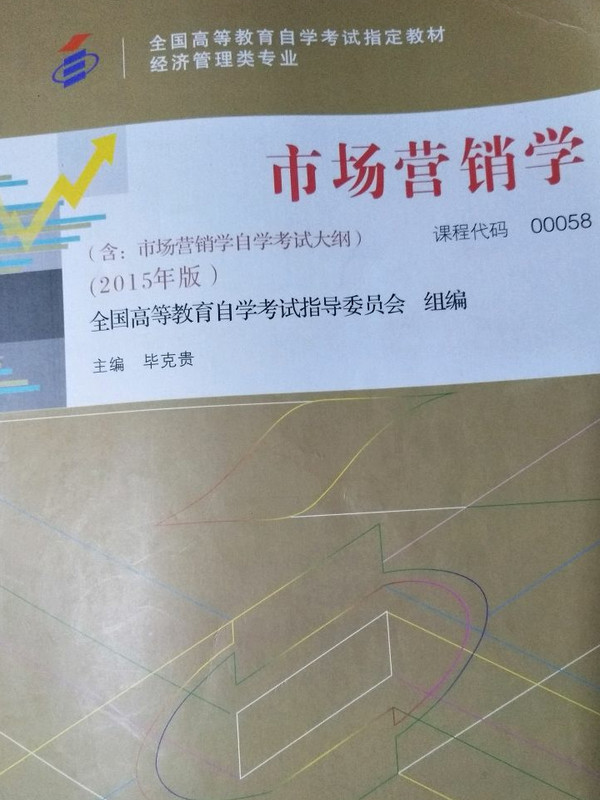 全国高等教育自学考试指定教材
经济管理类专业
市场营销学
(含：市场营销学自学考试大纲)
课程代码 00058
(2015年版)
全国高等教育自学考试指导委员会 组编
主编 毕克贵